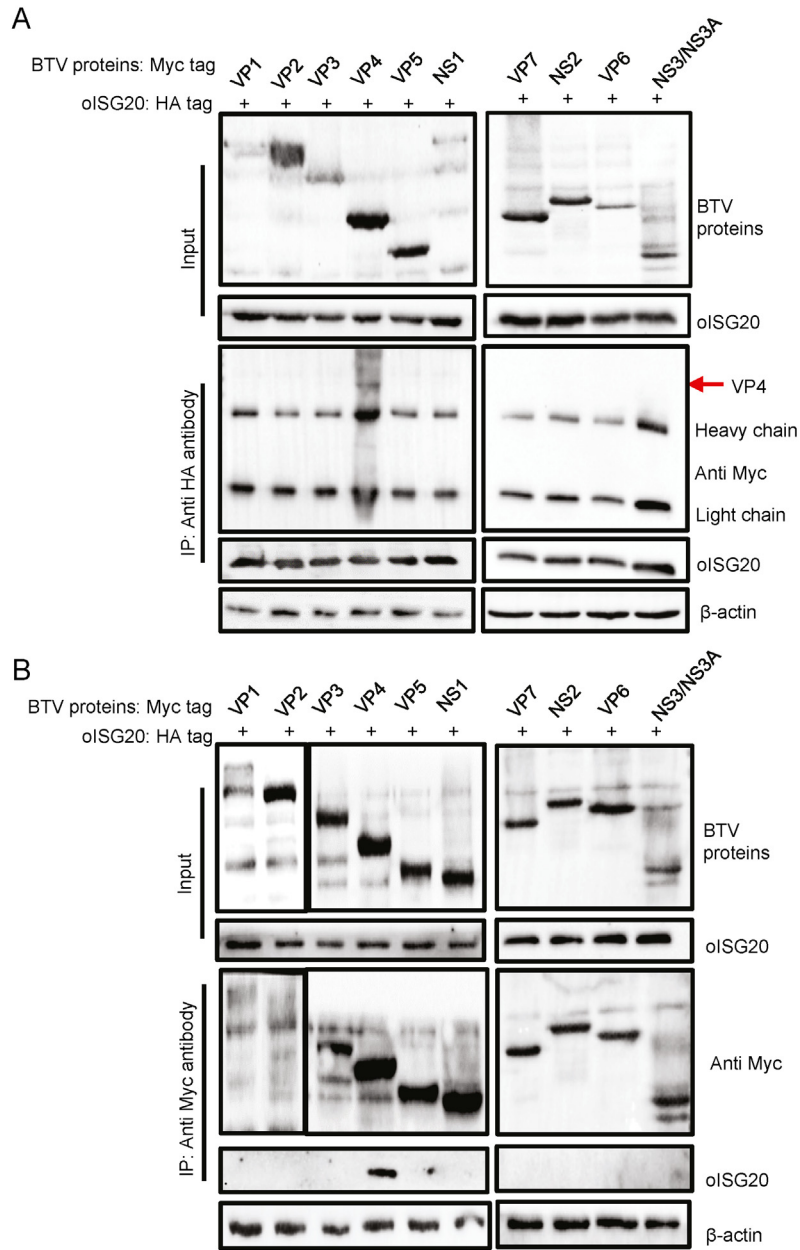 A
BTV proteins: Myc tag VP1 VP2 VP3 VP4 VP5 NS1 VP7 NS2 VP6 NS3/NS3A
oISG20: HA tag + + + + + + + + + +
Input
BTV
proteins
oISG20
IP: Anti HA antibody
VP4
Heavy chain
Anti Myc
Light chain
oISG20
β-actin
B
BTV proteins: Myc tag VP1 VP2 VP3 VP4 VP5 NS1 VP7 NS2 VP6 NS3/NS3A
oISG20: HA tag + + + + + + + + + +
Input
BTV
proteins
oISG20
IP: Anti Myc antibody
Anti Myc
oISG20
β-actin